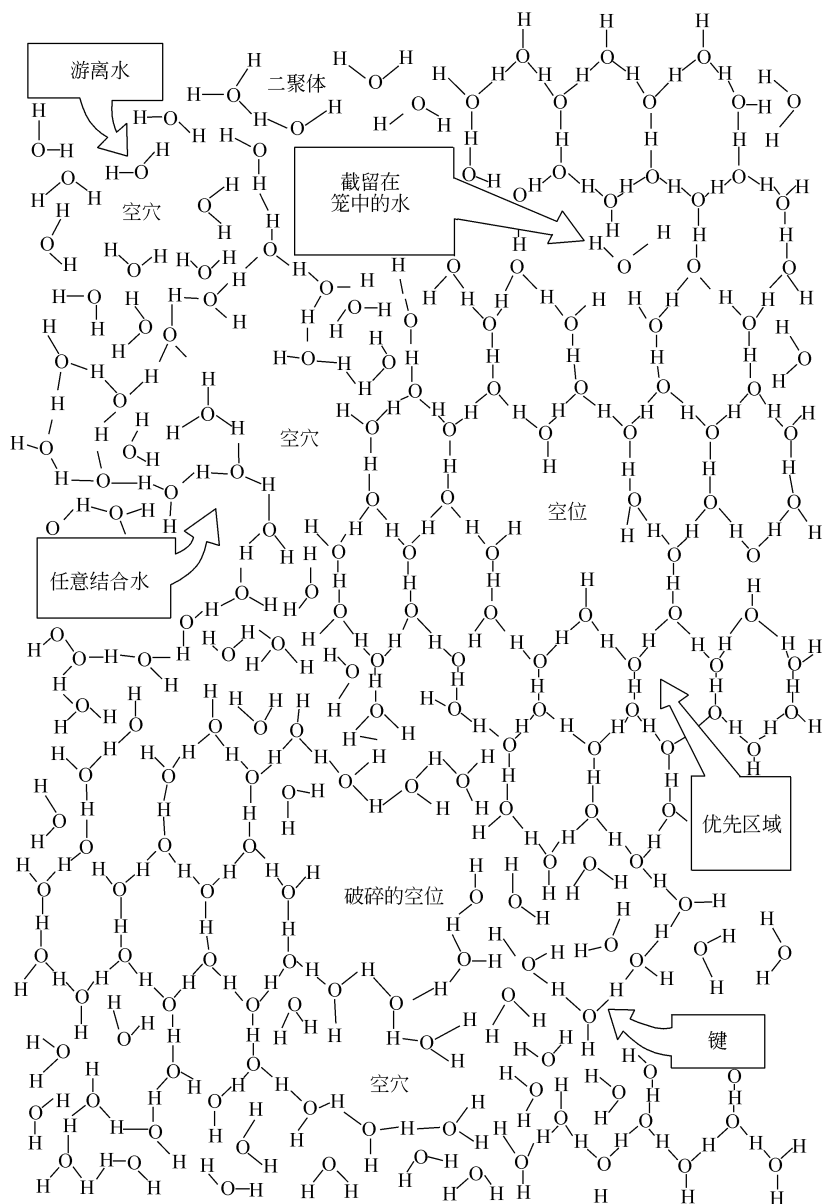 游离水
二聚体
截留在
笼中的水
空穴
空穴
空位
任意结合水
优先区域
破碎的空位
键
空穴